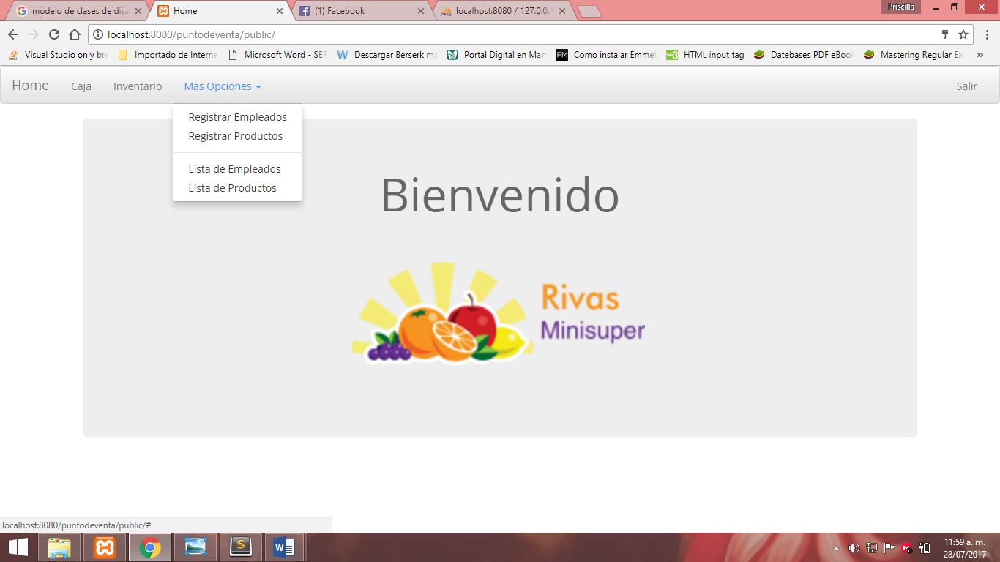 modelo de clases de disa
Home
(1) Facebook
localhost:8080 / 127.0.0.1
Priscilla
localhost:8080/puntodeventa/public/
Visual Studio only bre
Importado de Interne
Microsoft Word - SEP
Descargar Berserk ma
Portal Digital en Man
Como instalar Emmet
HTML input tag
Datebases PDF eBook
Mastering Regular Ex
Home
Caja
Inventario
Mas Opciones
Salir
Registrar Empleados
Registrar Productos
Lista de Empleados
Lista de Productos
Bienvenido
Rivas
Minisuper
localhost:8080/puntodeventa/public/#
11:59 a. m.
28/07/2017